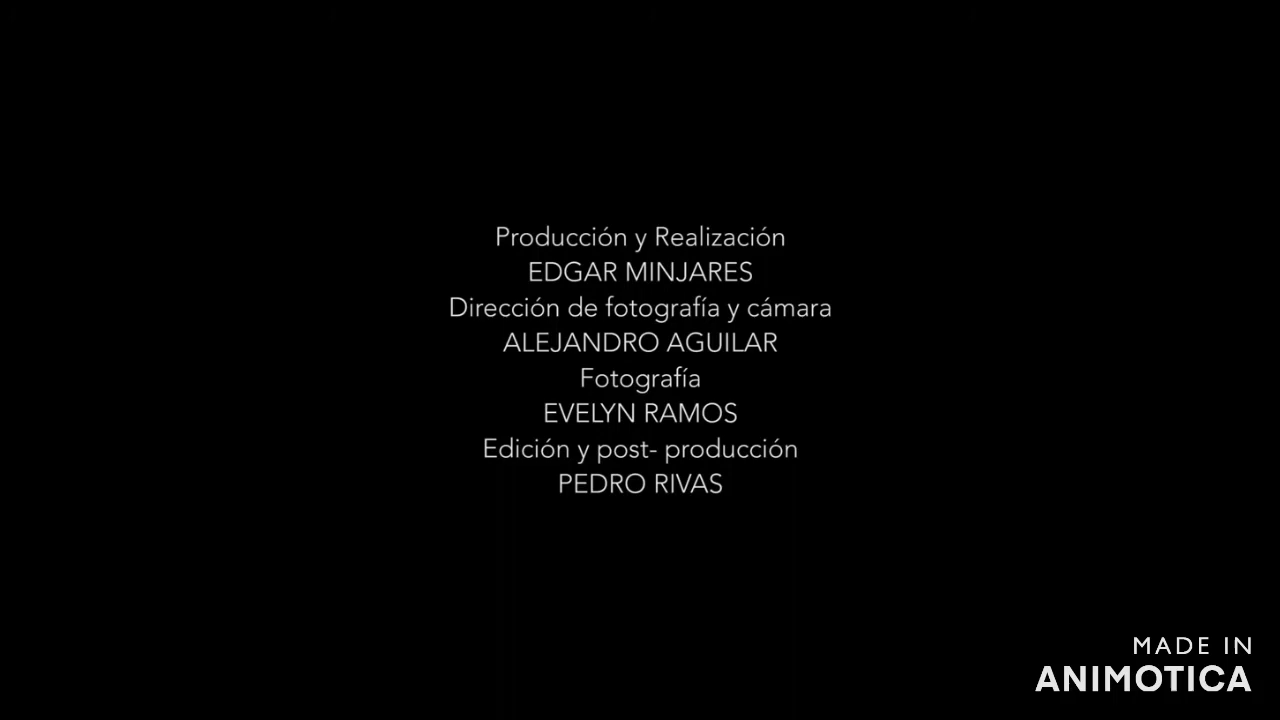 Producción y Realización
EDGAR MINJARES
Dirección de fotografía y cámara
ALEJANDRO AGUILAR
Fotografía
EVELYN RAMOS
Edición y post- producción
PEDRO RIVAS
MADE IN
ANIMOTICA